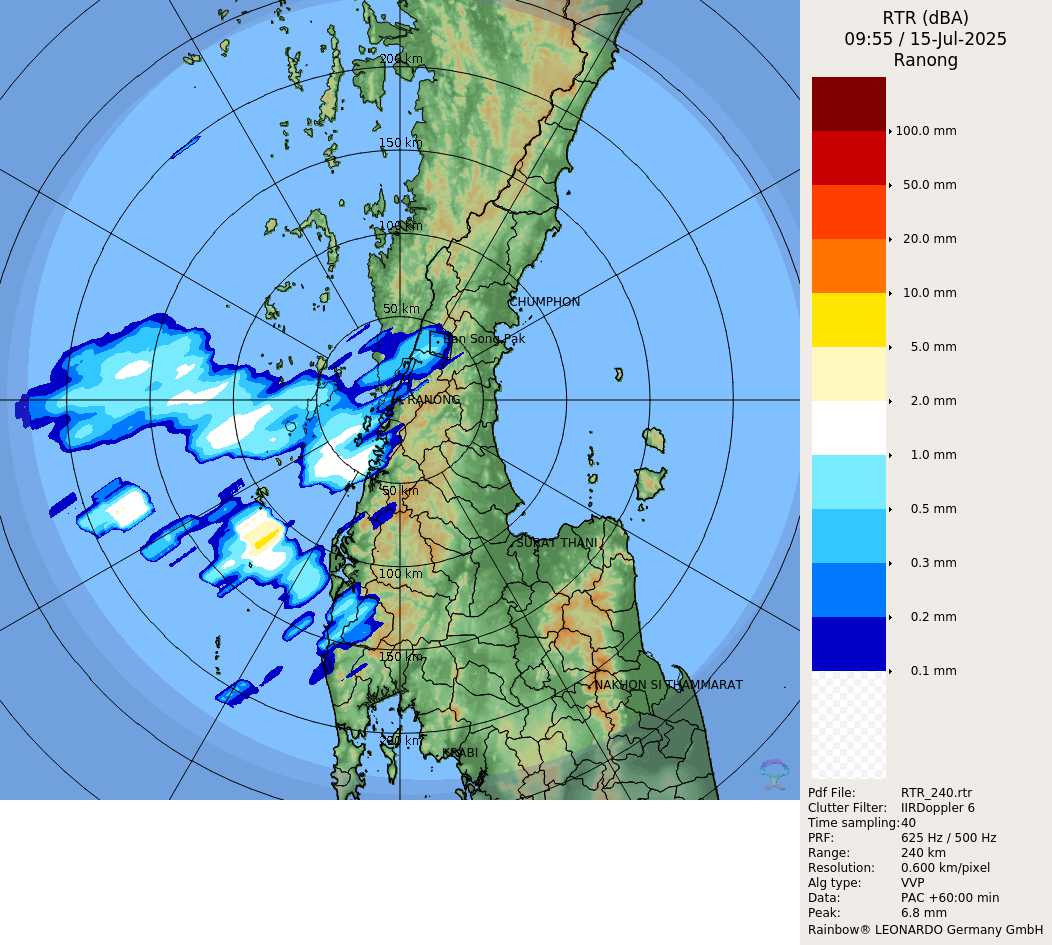 RTR (dBA)
09:55 / 15-Jul-2025
Ranong
200 km
150 km
100 km
50 km
CHUMPHON
Ban Song Pak
RANONG
50 km
SURAT THANI
100 km
150 km
NAKHON SI THAMMARAT
200 km
KRABI
100.0 mm
50.0 mm
20.0 mm
10.0 mm
5.0 mm
2.0 mm
1.0 mm
0.5 mm
0.3 mm
0.2 mm
0.1 mm
Pdf File: RTR_240.rtr
Clutter Filter: IIRDoppler 6
Time sampling:40
PRF: 625 Hz / 500 Hz
Range: 240 km
Resolution: 0.600 km/pixel
Alg type: VVP
Data: PAC +60:00 min
Peak: 6.8 mm
Rainbow® LEONARDO Germany GmbH